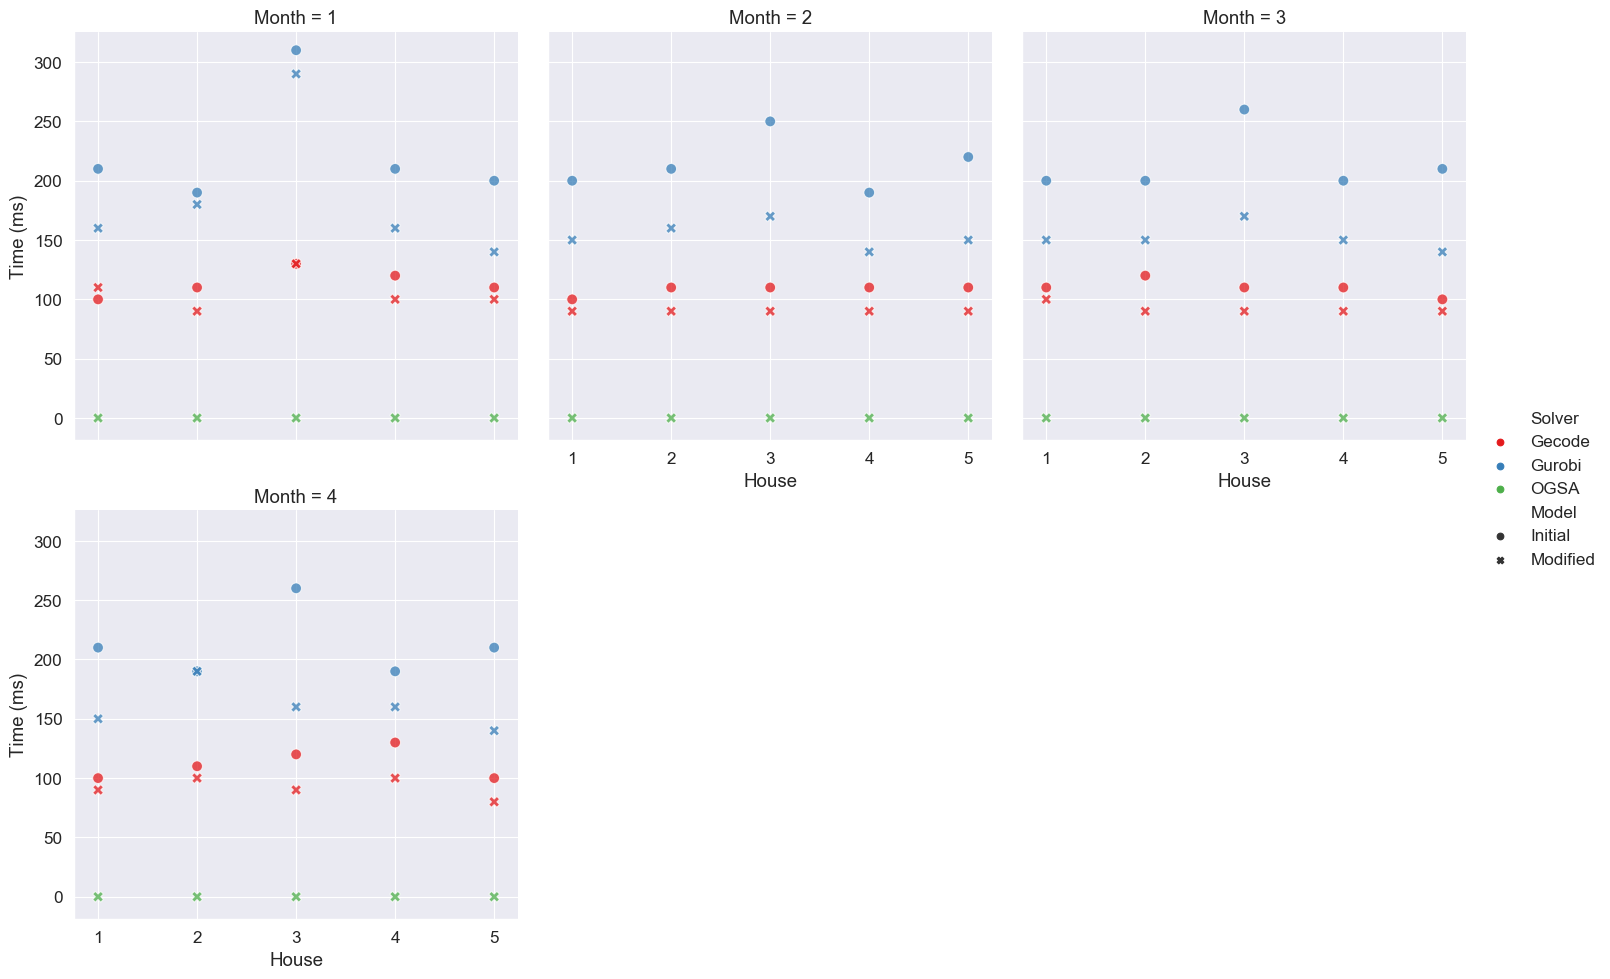 Month = 1
Month = 2
Month = 3
300
250
200
150
100
50
0
Time (ms)
1 2 3 4 5
House
1 2 3 4 5
House
Month = 4
300
250
200
150
100
50
0
Time (ms)
1 2 3 4 5
House
Solver
Gecode
Gurobi
OGSA
Model
Initial
Modified